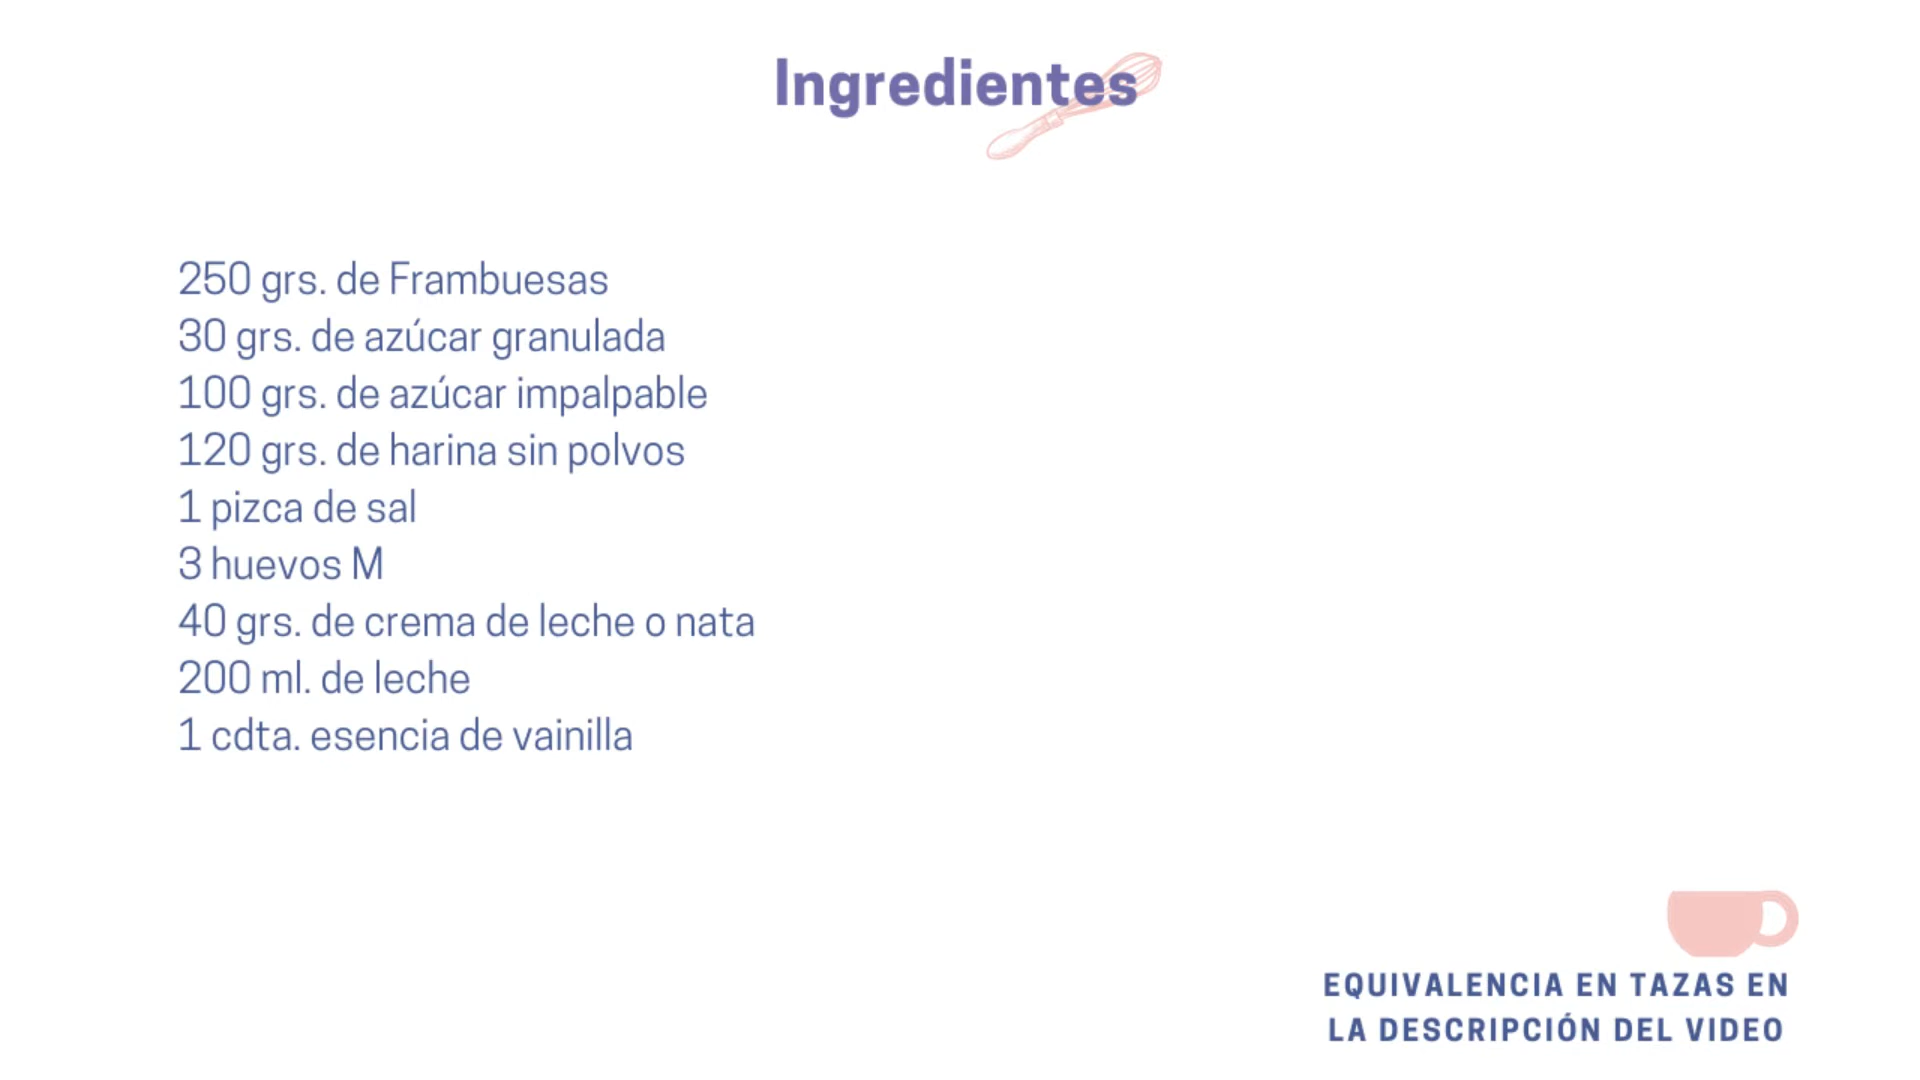 Ingredientes
250 grs. de Frambuesas
30 grs. de azúcar granulada
100 grs. de azúcar impalpable
120 grs. de harina sin polvos
1 pizca de sal
3 huevos M
40 grs. de crema de leche o nata
200 ml. de leche
1 cdta. esencia de vainilla
EQUIVALENCIA EN TAZAS EN
LA DESCRIPCIÓN DEL VIDEO